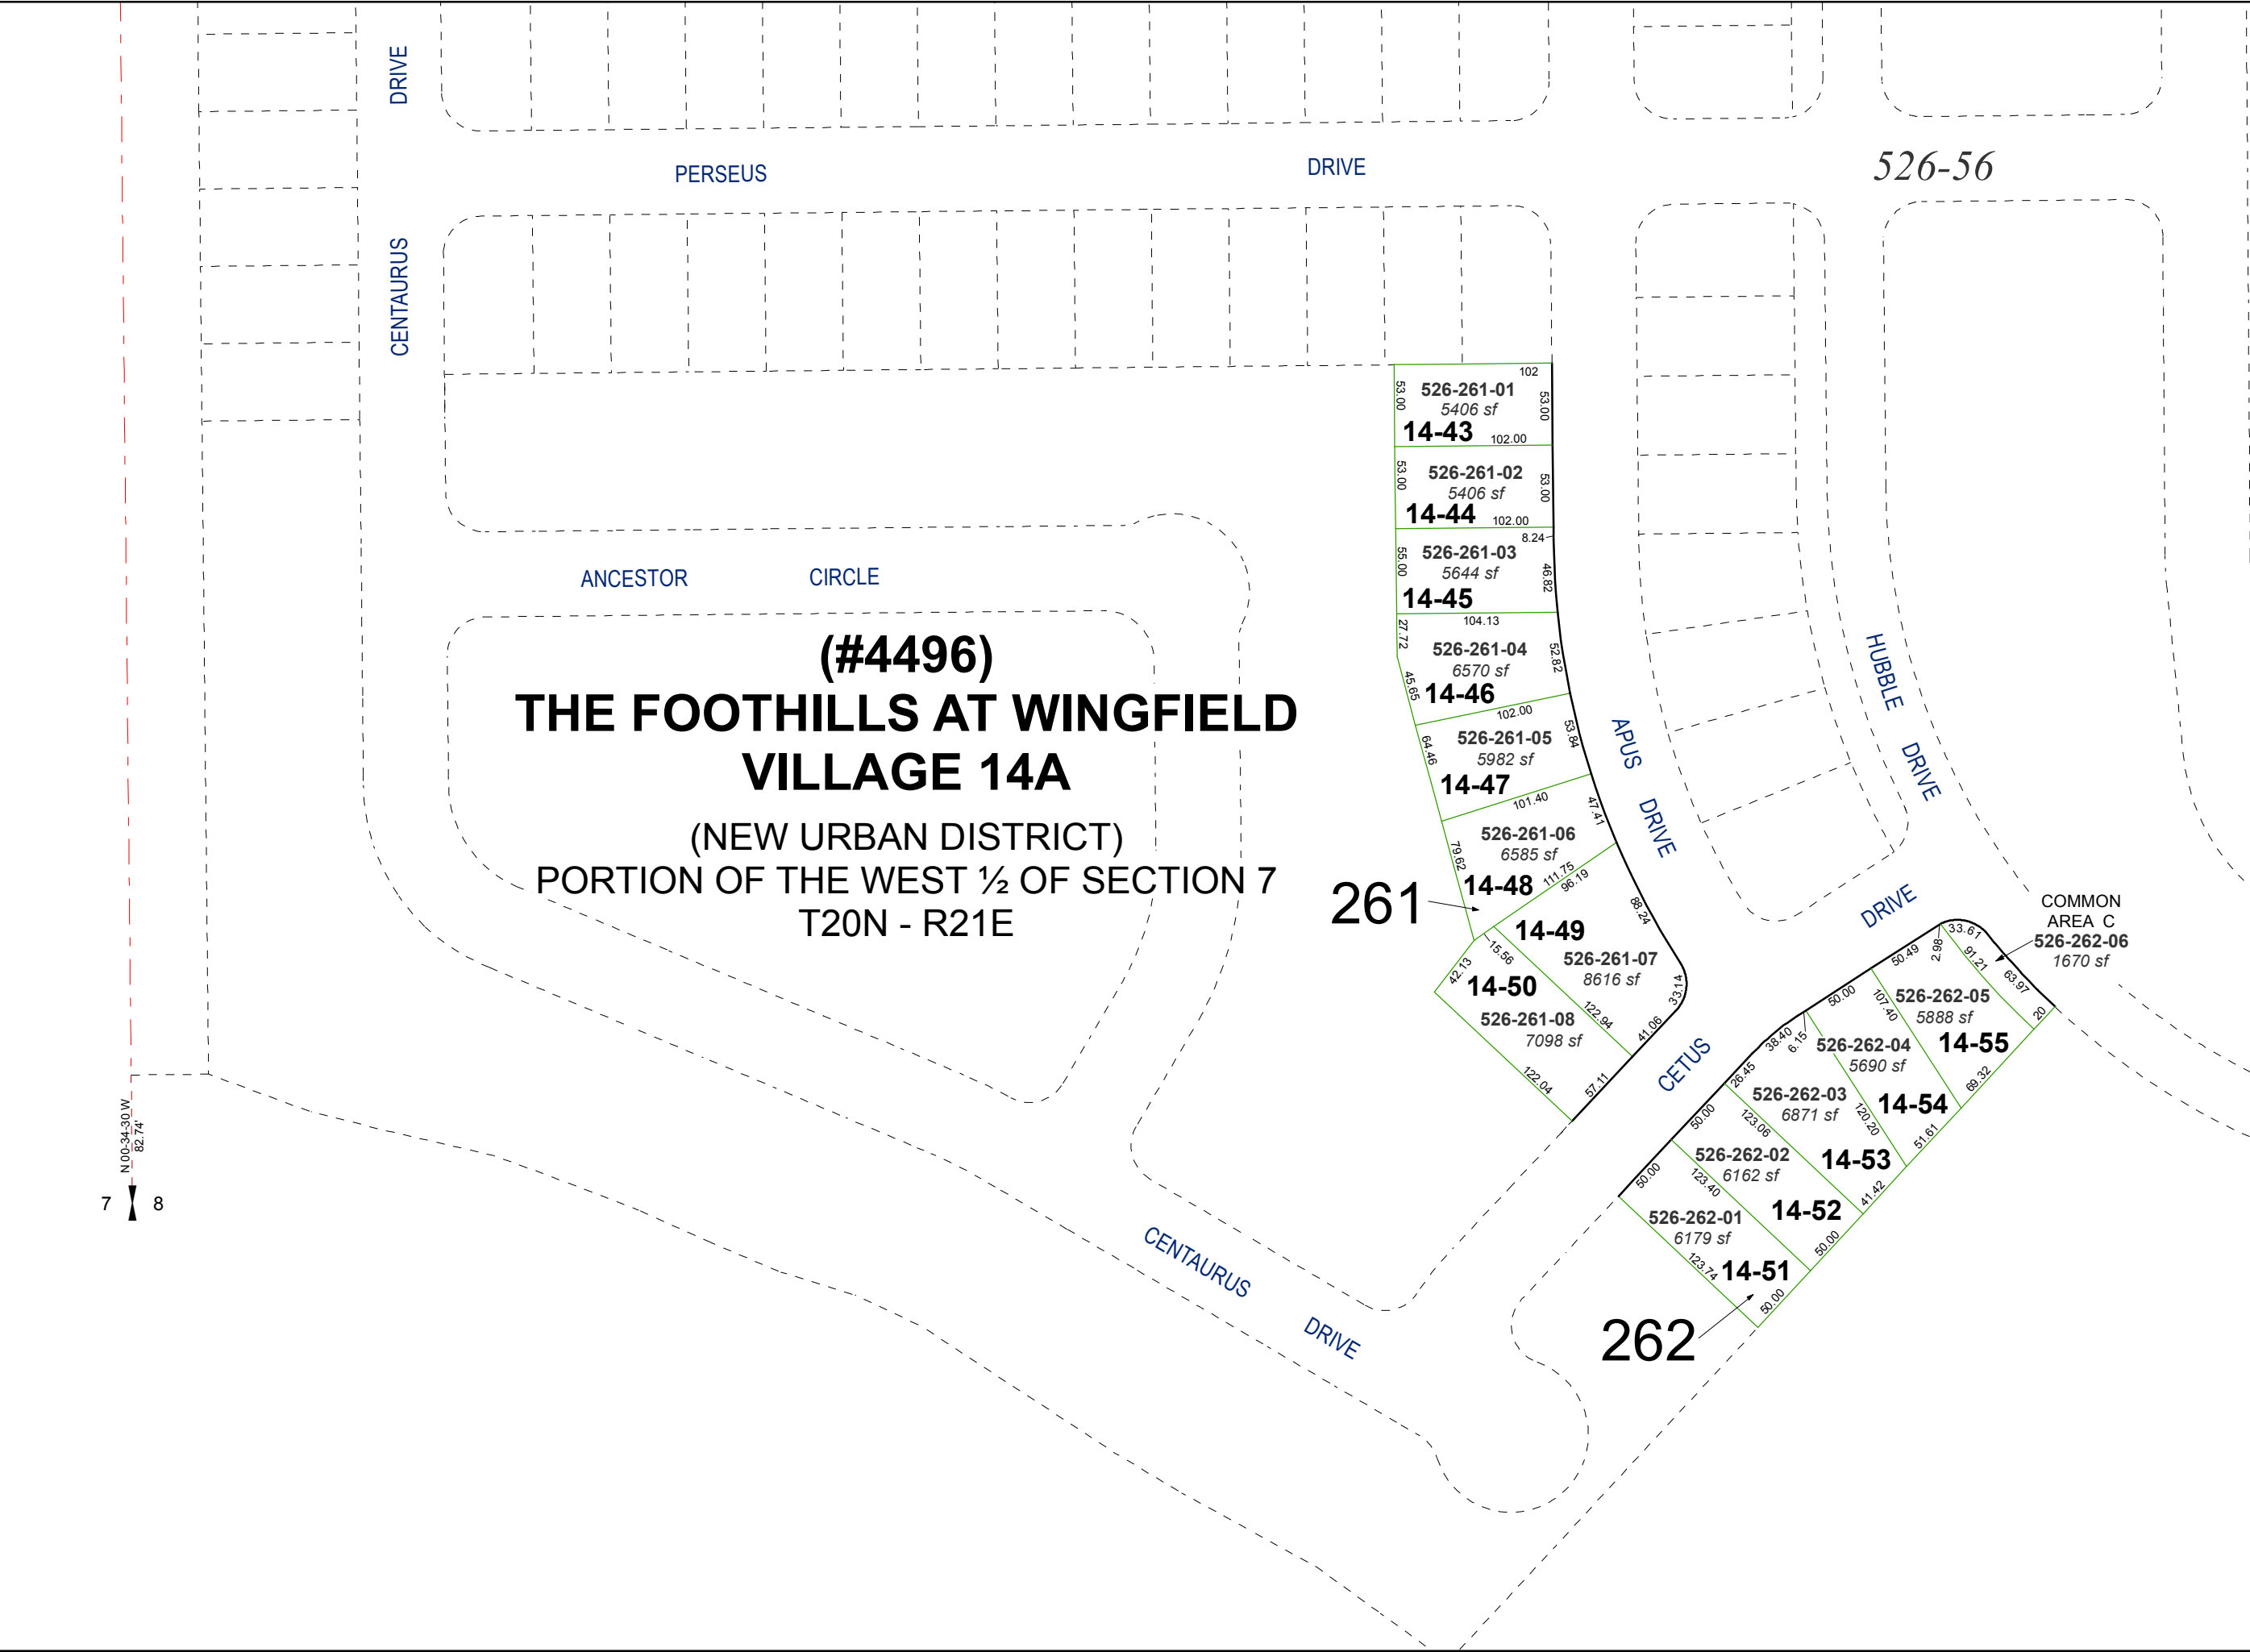 DRIVE
PERSEUS DRIVE
526-56
CENTAURUS
102
53.00
526-261-01
53.00
5406 sf
14-43
102.00
53.00
526-261-02
53.00
5406 sf
14-44
102.00
8.24
55.00
526-261-03
46.82
5644 sf
14-45
104.13
27.72
526-261-04
52.82
6570 sf
45.65
14-46
102.00
64.46
526-261-05
53.84
5982 sf
14-47
101.40
47.41
79.62
526-261-06
6585 sf
14-48
111.75
96.19
88.24
261
14-49
526-261-07
8616 sf
33.14
15.56
42.13
14-50
526-261-08
7098 sf
122.94
41.06
122.04
57.11
ANCESTOR CIRCLE
(#4496)
THE FOOTHILLS AT WINGFIELD
VILLAGE 14A
(NEW URBAN DISTRICT)
PORTION OF THE WEST ½ OF SECTION 7
T20N - R21E
APUS DRIVE
HUBBLE DRIVE
CETUS DRIVE
COMMON
AREA C
526-262-06
1670 sf
33.61
2.98
91.21
63.97
20
50.49
526-262-05
5888 sf
14-55
69.32
50.00
107.40
526-262-04
5690 sf
14-54
51.61
38.40
6.15
26.45
526-262-03
6871 sf
120.20
14-53
41.42
50.00
123.06
526-262-02
6162 sf
14-52
50.00
50.00
123.40
526-262-01
6179 sf
123.74
14-51
50.00
262
CENTAURUS DRIVE
N 00-34-30 W
82.74'
7 8